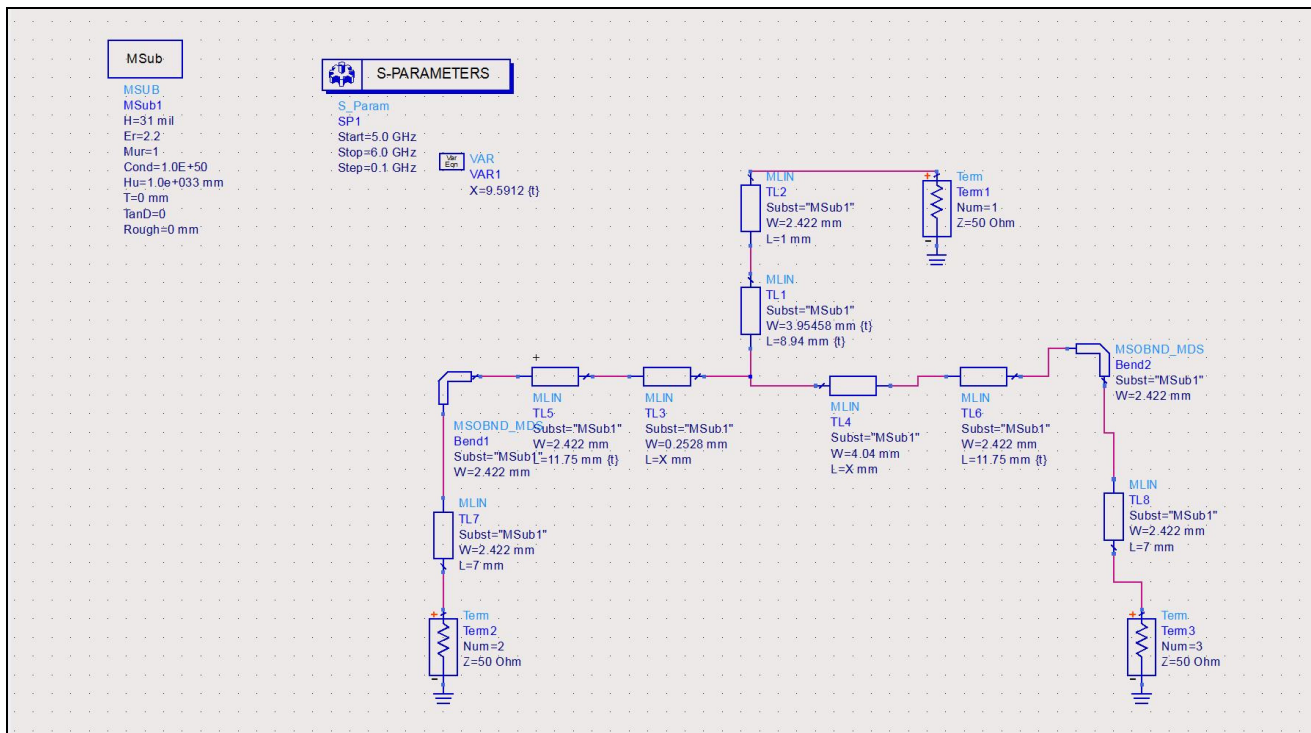 MSub
MSUB
MSub1
H=31 mil
Er=2.2
Mur=1
Cond=1.0E+50
Hu=1.0e+033 mm
T=0 mm
TanD=0
Rough=0 mm
S-PARAMETERS
S_Param
SP1
Start=5.0 GHz
Stop=6.0 GHz
Step=0.1 GHz
Var
Eqn
VAR
VAR1
X=9.5912 {t}
MLIN
TL2
Subst="MSub1"
W=2.422 mm
L=1 mm
+
Term
Term1
Num=1
Z=50 Ohm
-
MLIN
TL1
Subst="MSub1"
W=3.95458 mm {t}
L=8.94 mm {t}
MSOBND_MDS
Bend1
Subst="MSub1"
W=2.422 mm
+
MLIN
TL5
Subst="MSub1"
W=2.422 mm
L=11.75 mm {t}
MLIN
TL3
Subst="MSub1"
W=0.2528 mm
L=X mm
MLIN
TL4
Subst="MSub1"
W=4.04 mm
L=X mm
MLIN
TL6
Subst="MSub1"
W=2.422 mm
L=11.75 mm {t}
MSOBND_MDS
Bend2
Subst="MSub1"
W=2.422 mm
MLIN
TL7
Subst="MSub1"
W=2.422 mm
L=7 mm
MLIN
TL8
Subst="MSub1"
W=2.422 mm
L=7 mm
+
Term
Term2
Num=2
Z=50 Ohm
-
+
Term
Term3
Num=3
Z=50 Ohm
-